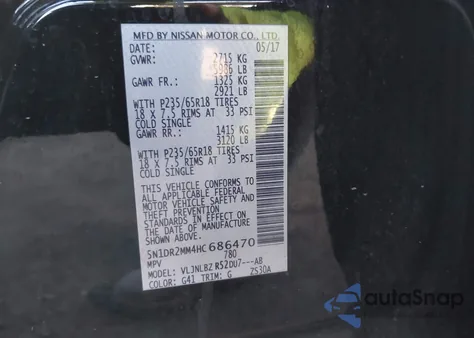 MFD BY NISSAN MOTOR CO., LTD.
DATE: 05/17
GVWR: 2715 KG
5986 LB
GAWR FR.: 1325 KG
2921 LB
WITH P235/65R18 TIRES
18 X 7.5 RIMS AT 33 PSI
COLD SINGLE
GAWR RR.: 1415 KG
3120 LB
WITH P235/65R18 TIRES
18 X 7.5 RIMS AT 33 PSI
COLD SINGLE
THIS VEHICLE CONFORMS TO
ALL APPLICABLE FEDERAL
MOTOR VEHICLE SAFETY AND
THEFT PREVENTION
STANDARDS IN EFFECT ON
THE DATE OF MANUFACTURE
SHOWN ABOVE.
5N1DR2MM4HC686470
MPV 780
MODEL: VLJNLBZ R52DU7---AB
COLOR: G41 TRIM: G ZS30A
autoSnap